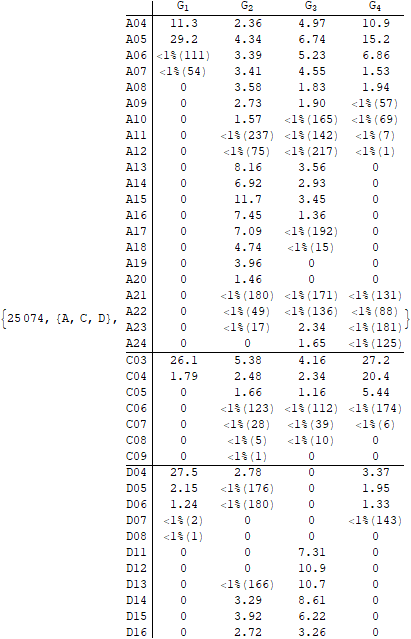 G1 G2 G3 G4
A04 11.3 2.36 4.97 10.9
A05 29.2 4.34 6.74 15.2
A06 <1%(111) 3.39 5.23 6.86
A07 <1%(54) 3.41 4.55 1.53
A08 0 3.58 1.83 1.94
A09 0 2.73 1.90 <1%(57)
A10 0 1.57 <1%(165) <1%(69)
A11 0 <1%(237) <1%(142) <1%(7)
A12 0 <1%(75) <1%(217) <1%(1)
A13 0 8.16 3.56 0
A14 0 6.92 2.93 0
A15 0 11.7 3.45 0
A16 0 7.45 1.36 0
A17 0 7.09 <1%(192) 0
A18 0 4.74 <1%(15) 0
A19 0 3.96 0 0
A20 0 1.46 0 0
A21 0 <1%(180) <1%(171) <1%(131)
{25074, {A, C, D}, A22 0 <1%(49) <1%(136) <1%(88) }
A23 0 <1%(17) 2.34 <1%(181)
A24 0 0 1.65 <1%(125)
C03 26.1 5.38 4.16 27.2
C04 1.79 2.48 2.34 20.4
C05 0 1.66 1.16 5.44
C06 0 <1%(123) <1%(112) <1%(174)
C07 0 <1%(28) <1%(39) <1%(6)
C08 0 <1%(5) <1%(10) 0
C09 0 <1%(1) 0 0
D04 27.5 2.78 0 3.37
D05 2.15 <1%(176) 0 1.95
D06 1.24 <1%(180) 0 1.33
D07 <1%(2) 0 0 <1%(143)
D08 <1%(1) 0 0 0
D11 0 0 7.31 0
D12 0 0 10.9 0
D13 0 <1%(166) 10.7 0
D14 0 3.29 8.61 0
D15 0 3.92 6.22 0
D16 0 2.72 3.26 0